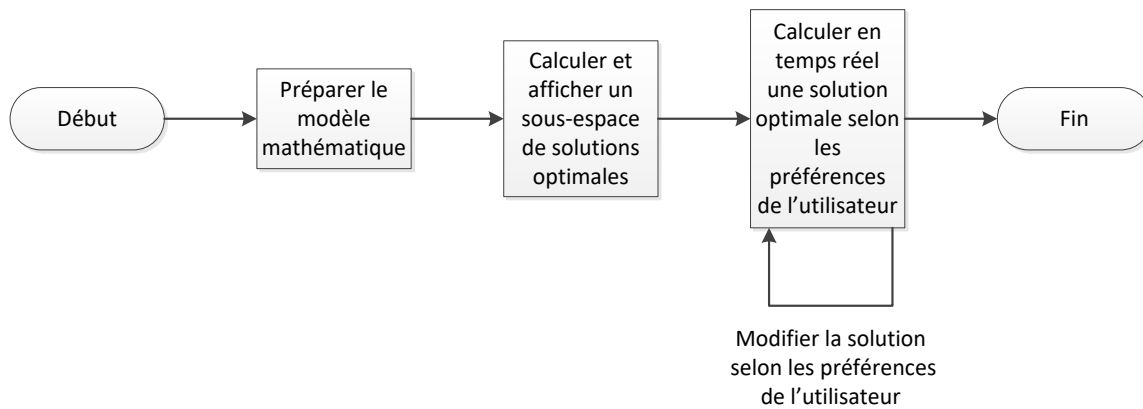 Début
Préparer le
modèle
mathématique
Calculer et
afficher un
sous-espace
de solutions
optimales
Calculer en
temps réel
une solution
optimale selon
les
préférences
de l’utilisateur
Fin
Modifier la solution
selon les préférences
de l’utilisateur